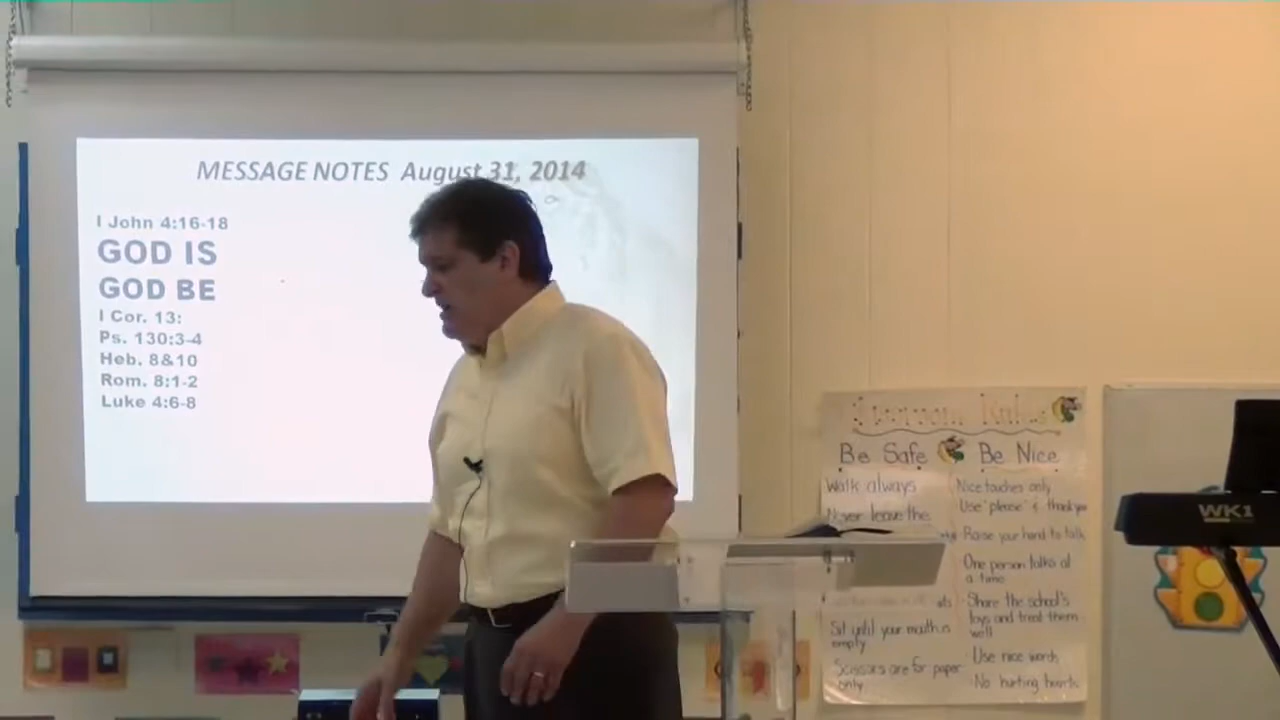 MESSAGE NOTES August 31, 2014
I John 4:16-18
GOD IS
GOD BE
I Cor. 13:
Ps. 130:3-4
Heb. 8&10
Rom. 8:1-2
Luke 4:6-8
Rules
Be Safe
Be Nice
Walk always
Never leave the
Sit until your mouth is
empty
Scissors are for paper
only
Nice touches only
Use "please" & thank you
Raise your hand to talk
One person talks at
a time
Share the school's
toys and treat them
well
Use nice words
No hurting hearts
WK1